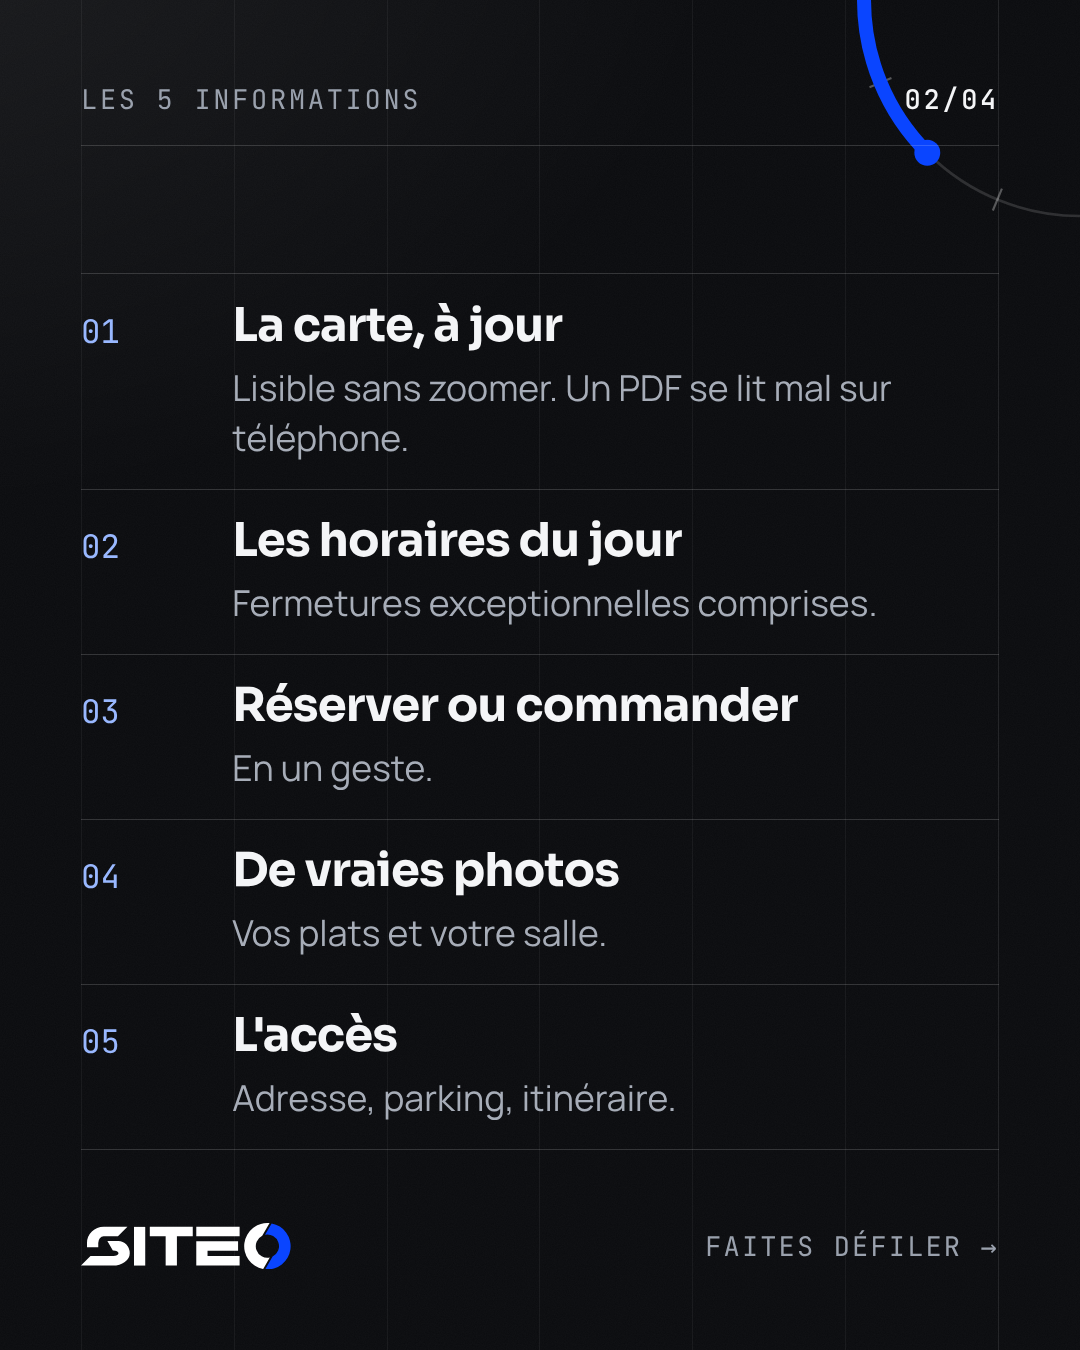 LES 5 INFORMATIONS
02/04
01
La carte, à jour
Lisible sans zoomer. Un PDF se lit mal sur
téléphone.
02
Les horaires du jour
Fermetures exceptionnelles comprises.
03
Réserver ou commander
En un geste.
04
De vraies photos
Vos plats et votre salle.
05
L'accès
Adresse, parking, itinéraire.
SITEO
FAITES DÉFILER →